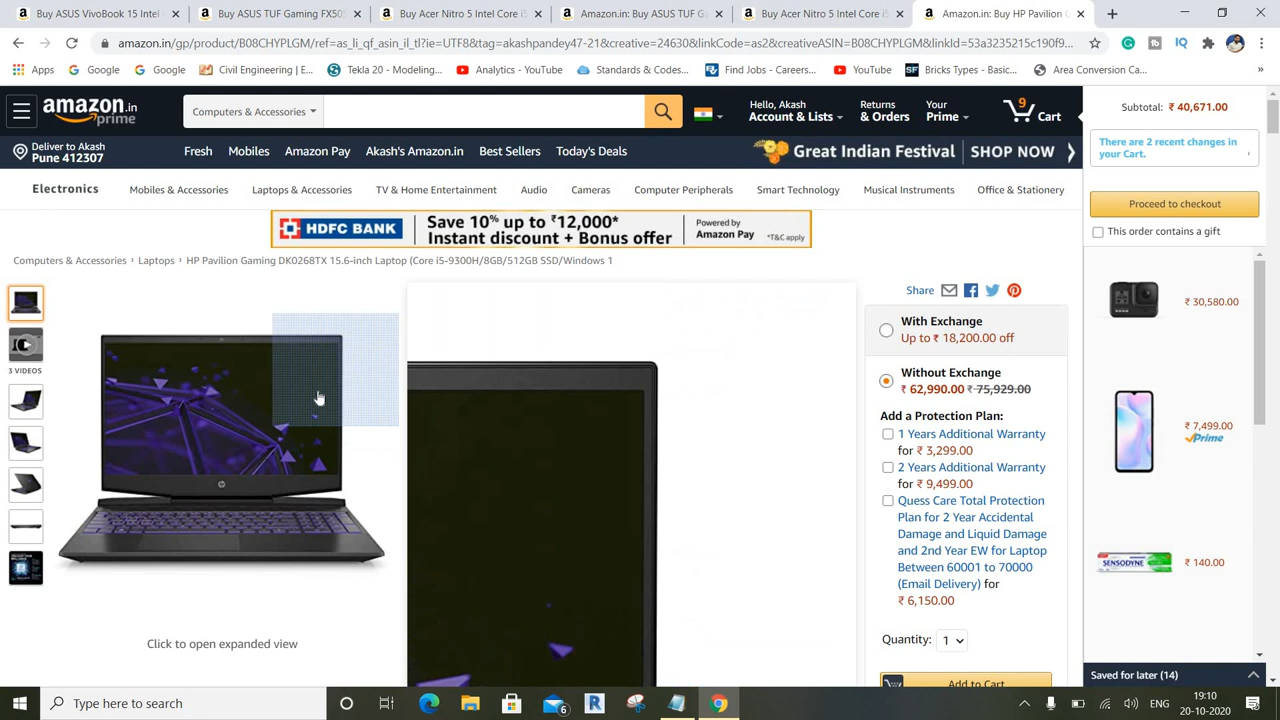 Buy ASUS VivoBook 15 Intel
Buy ASUS TUF Gaming FX505
Buy Acer Nitro 5 Intel Core i5
Buy ASUS TUF G
Buy Acer Nitro 5 Core i5
Amazon.in: Buy HP Pavilion G
amazon.in/gp/product/B08CHYPLGM/ref=as_li_qf_asin_il_tl?ie=UTF8&tag=akashpandey47-21&creative=24630&linkCode=as2&creativeASIN=B08CHYPLGM&linkId=53a3235215c190f9...
Apps Google Google Civil Engineering | E... Tekla 20 - Modeling... Analytics - YouTube Standards & Codes... Find Jobs - Careers... YouTube Bricks Types - Basic... Area Conversion Ca...
amazon.in
prime
Computers & Accessories
Hello, Akash
Account & Lists
Returns
& Orders
Your
Prime
9
Cart
Deliver to Akash
Pune 412307
Fresh Mobiles Amazon Pay Akash's Amazon.in Best Sellers Today's Deals
Great Indian Festival | SHOP NOW
Electronics Mobiles & Accessories Laptops & Accessories TV & Home Entertainment Audio Cameras Computer Peripherals Smart Technology Musical Instruments Office & Stationery
HDFC BANK
Save 10% up to ₹12,000*
Instant discount + Bonus offer
Powered by
Amazon Pay
*T&C apply
Computers & Accessories › Laptops › HP Pavilion Gaming DK0268TX 15.6-inch Laptop (Core i5-9300H/8GB/512GB SSD/Windows 1
3 VIDEOS
hp
Click to open expanded view
Share
With Exchange
Up to ₹ 18,200.00 off
Without Exchange
₹ 62,990.00 ₹ 75,929.00
Add a Protection Plan:
1 Years Additional Warranty
for ₹ 3,299.00
2 Years Additional Warranty
for ₹ 9,499.00
Quess Care Total Protection
Plan for 2 Year Accidental
Damage and Liquid Damage
and 2nd Year EW for Laptop
Between 60001 to 70000
(Email Delivery) for
₹ 6,150.00
Quantity: 1
Add to Cart
Subtotal: ₹ 40,671.00
There are 2 recent changes in
your Cart.
Proceed to checkout
This order contains a gift
₹ 30,580.00
₹ 7,499.00
Prime
SENSODYNE
₹ 140.00
Saved for later (14)
Type here to search
6
ENG
19:10
20-10-2020